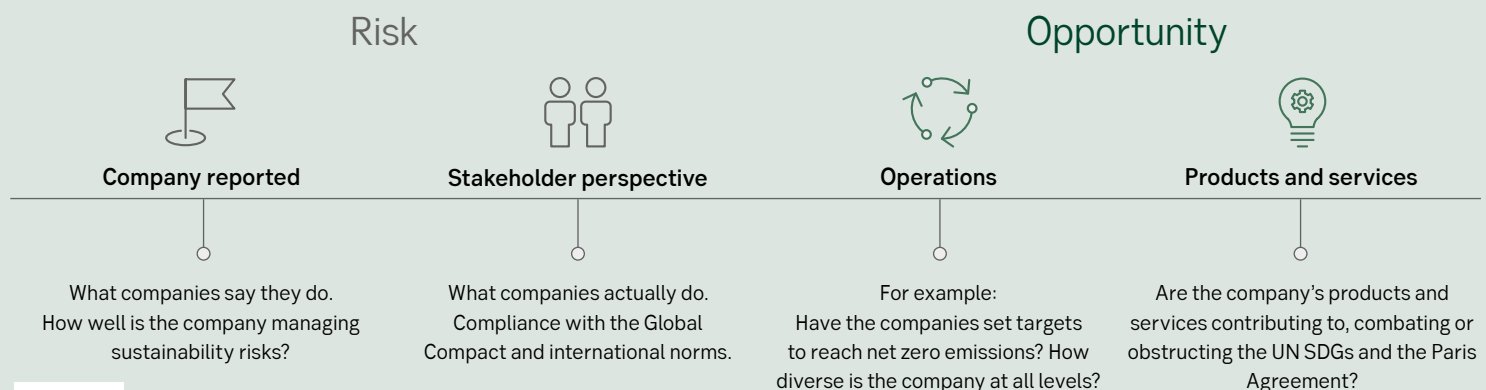 Risk
Opportunity
Company reported
Stakeholder perspective
Operations
Products and services
What companies say they do.
How well is the company managing
sustainability risks?
What companies actually do.
Compliance with the Global
Compact and international norms.
For example:
Have the companies set targets
to reach net zero emissions? How
diverse is the company at all levels?
Are the company’s products and
services contributing to, combating or
obstructing the UN SDGs and the Paris
Agreement?